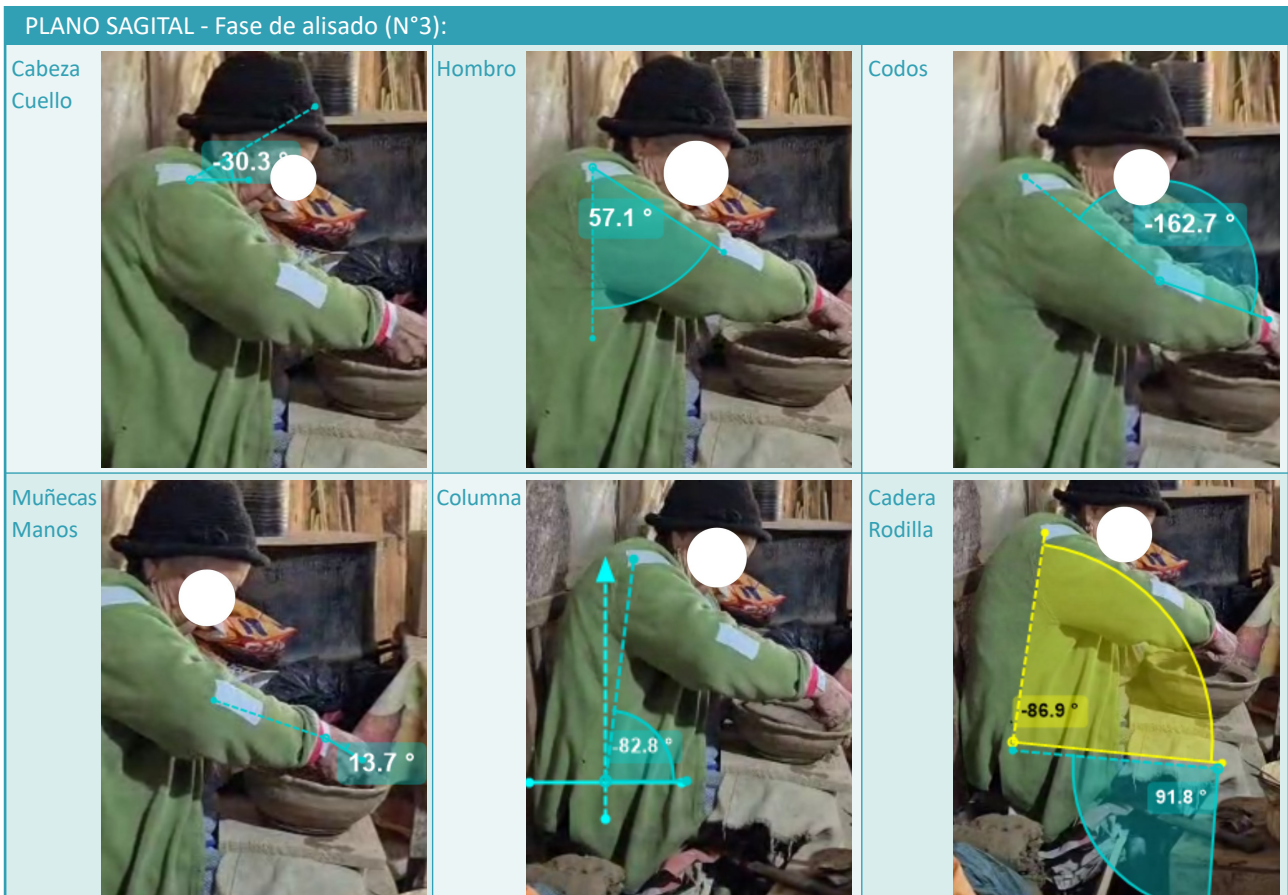 PLANO SAGITAL - Fase de alisado (N°3):
Cabeza
Cuello
-30.3 °
Hombro
57.1 °
Codos
-162.7 °
Muñecas
Manos
13.7 °
Columna
-82.8 °
Cadera
Rodilla
-86.9 °
91.8 °